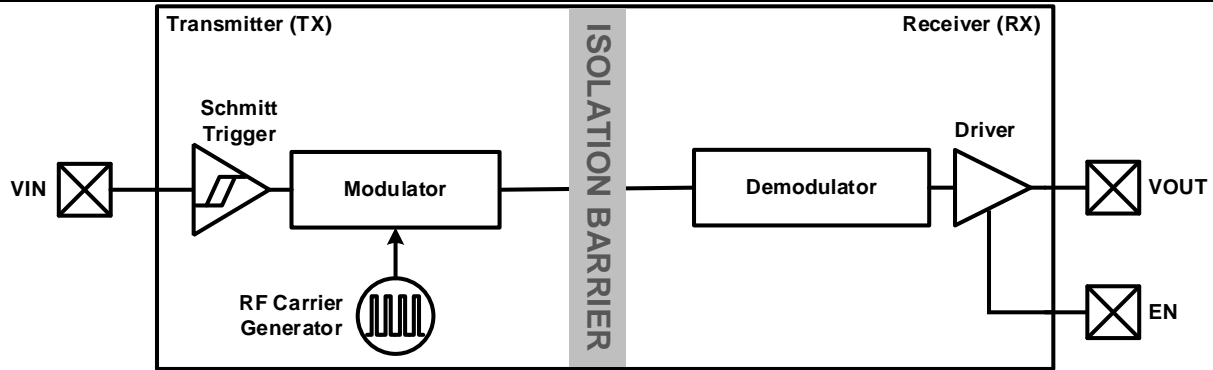 Transmitter (TX)
Receiver (RX)
ISOLATION BARRIER
Schmitt
Trigger
Driver
VIN
Modulator
Demodulator
VOUT
RF Carrier
Generator
EN